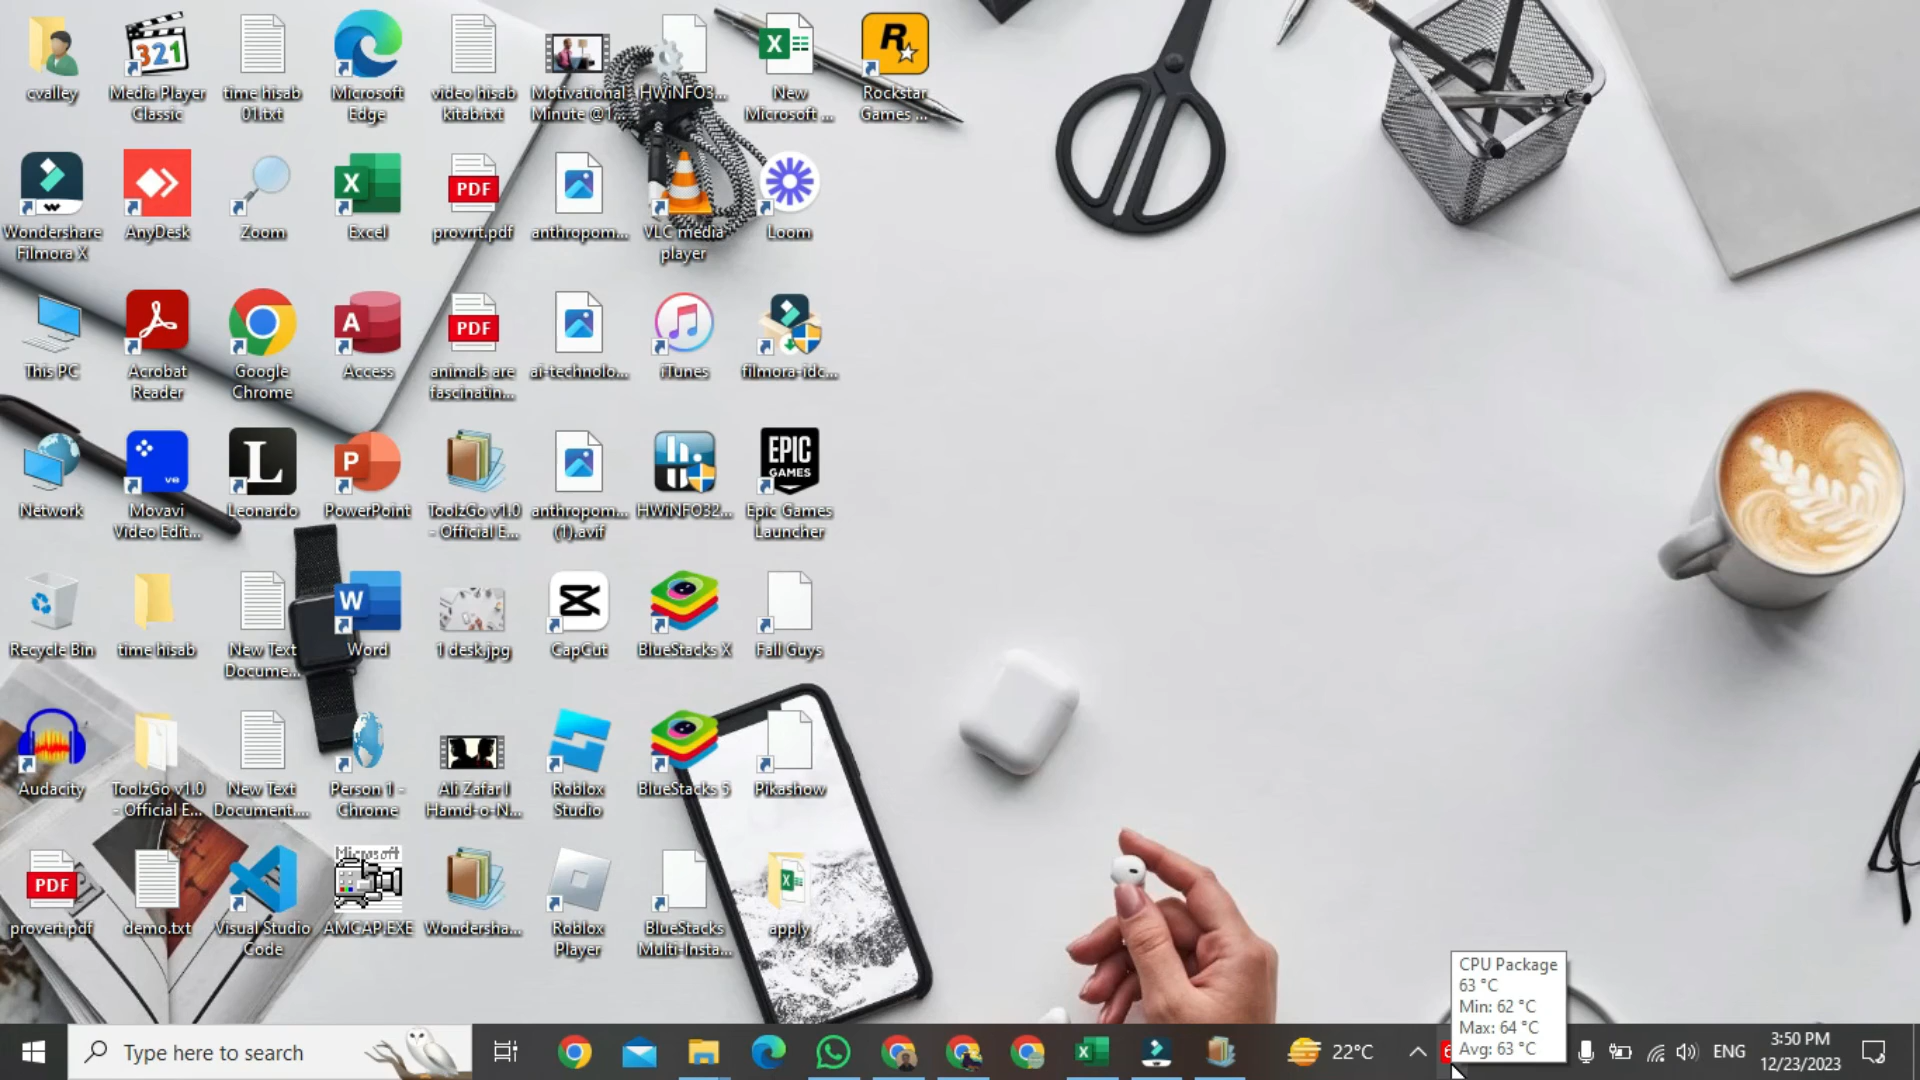 cvalley
Media Player
Classic
321
time hisab
01.txt
Microsoft
Edge
video hisab
kitab.txt
Motivational
Minute @1...
HWiNFO3...
New
Microsoft ...
Rockstar
Games ...
Wondershare
Filmora X
AnyDesk
Zoom
Excel
PDF
provrrt.pdf
anthropom...
VLC media
player
Loom
This PC
Acrobat
Reader
Google
Chrome
Access
PDF
animals are
fascinatin...
ai-technolo...
iTunes
filmora-idc...
Network
Movavi
Video Edit...
Leonardo
PowerPoint
ToolzGo v1.0
- Official E...
anthropom...
(1).avif
HWiNFO32...
EPIC
GAMES
Epic Games
Launcher
Recycle Bin
time hisab
New Text
Docume...
Word
1 desk.jpg
CapCut
BlueStacks X
Fall Guys
Audacity
ToolzGo v1.0
- Official E...
New Text
Document....
Person 1 -
Chrome
Ali Zafar I
Hamd-o-N...
Roblox
Studio
BlueStacks 5
Pikashow
PDF
provert.pdf
demo.txt
Visual Studio
Code
Microsoft
AMCAP.EXE
Wondersha...
Roblox
Player
BlueStacks
Multi-Insta...
apply
CPU Package
63 °C
Min: 62 °C
Max: 64 °C
Avg: 63 °C
Type here to search
22°C
ENG
3:50 PM
12/23/2023